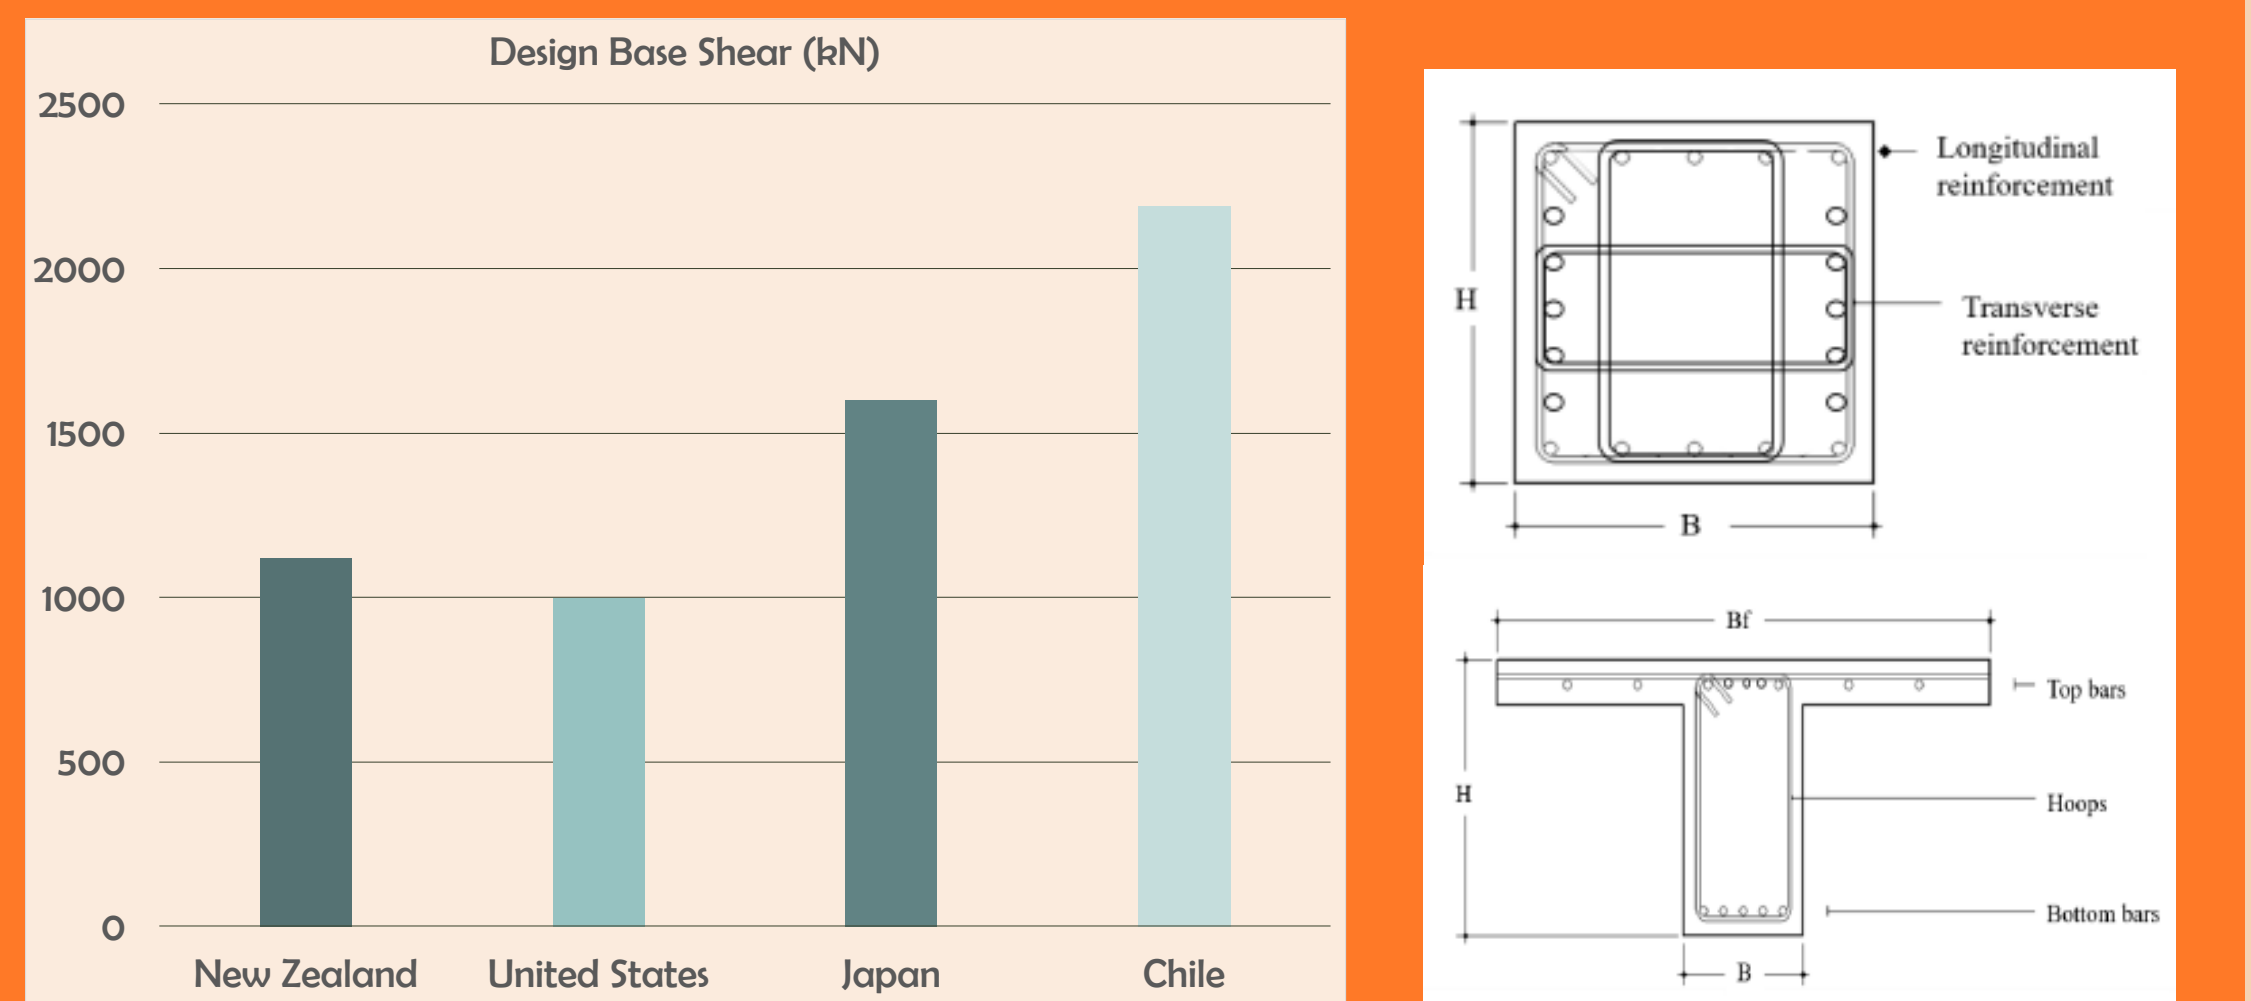 Design Base Shear (kN)
2500
2000
1500
1000
500
0
New Zealand
United States
Japan
Chile
Longitudinal
reinforcement
H
Transverse
reinforcement
B
Bf
Top bars
H
Hoops
Bottom bars
B